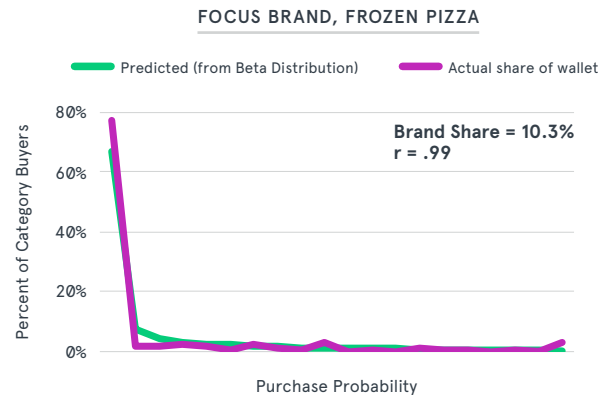 FOCUS BRAND, FROZEN PIZZA
Predicted (from Beta Distribution)
Actual share of wallet
Brand Share = 10.3%
r = .99
Percent of Category Buyers
80%
60%
40%
20%
0%
Purchase Probability